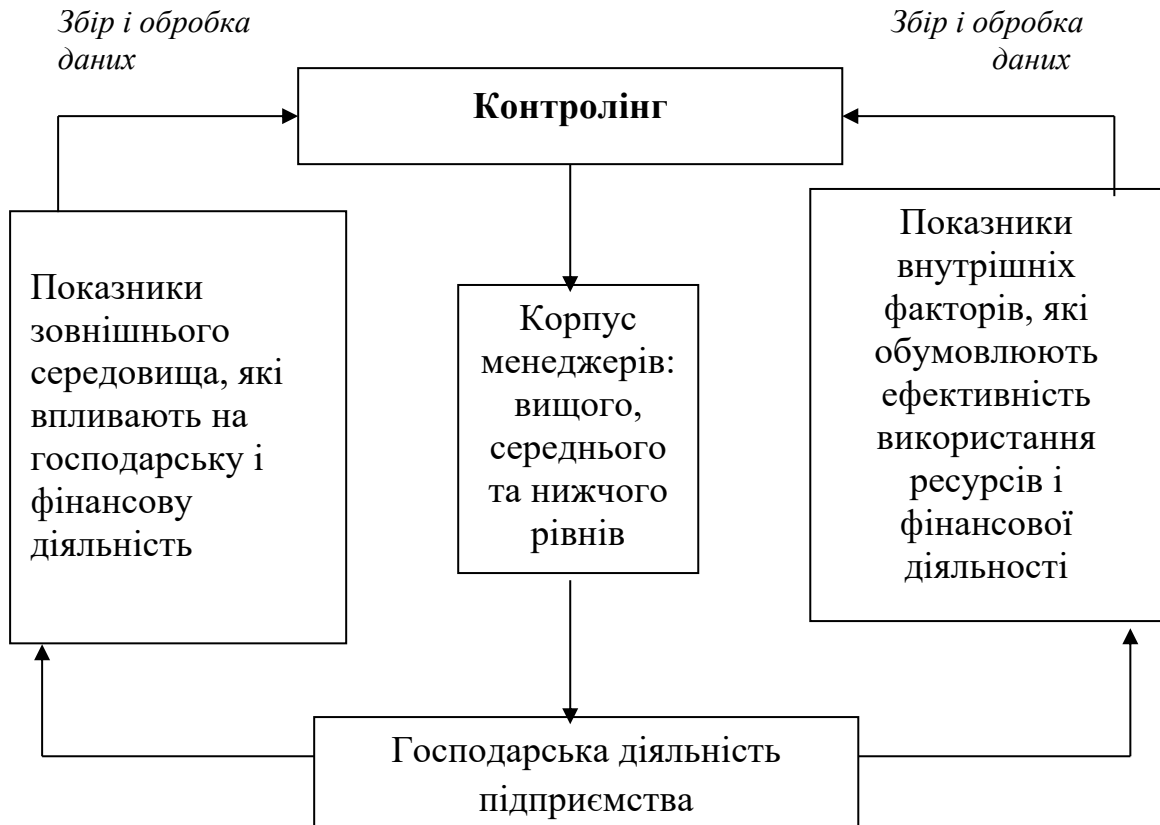 Збір і обробка
даних
Збір і обробка
даних
Контролінг
Показники
зовнішнього
середовища, які
впливають на
господарську і
фінансову
діяльність
Корпус
менеджерів:
вищого,
середнього
та нижчого
рівнів
Показники
внутрішніх
факторів, які
обумовлюють
ефективність
використання
ресурсів і
фінансової
діяльності
Господарська діяльність
підприємства